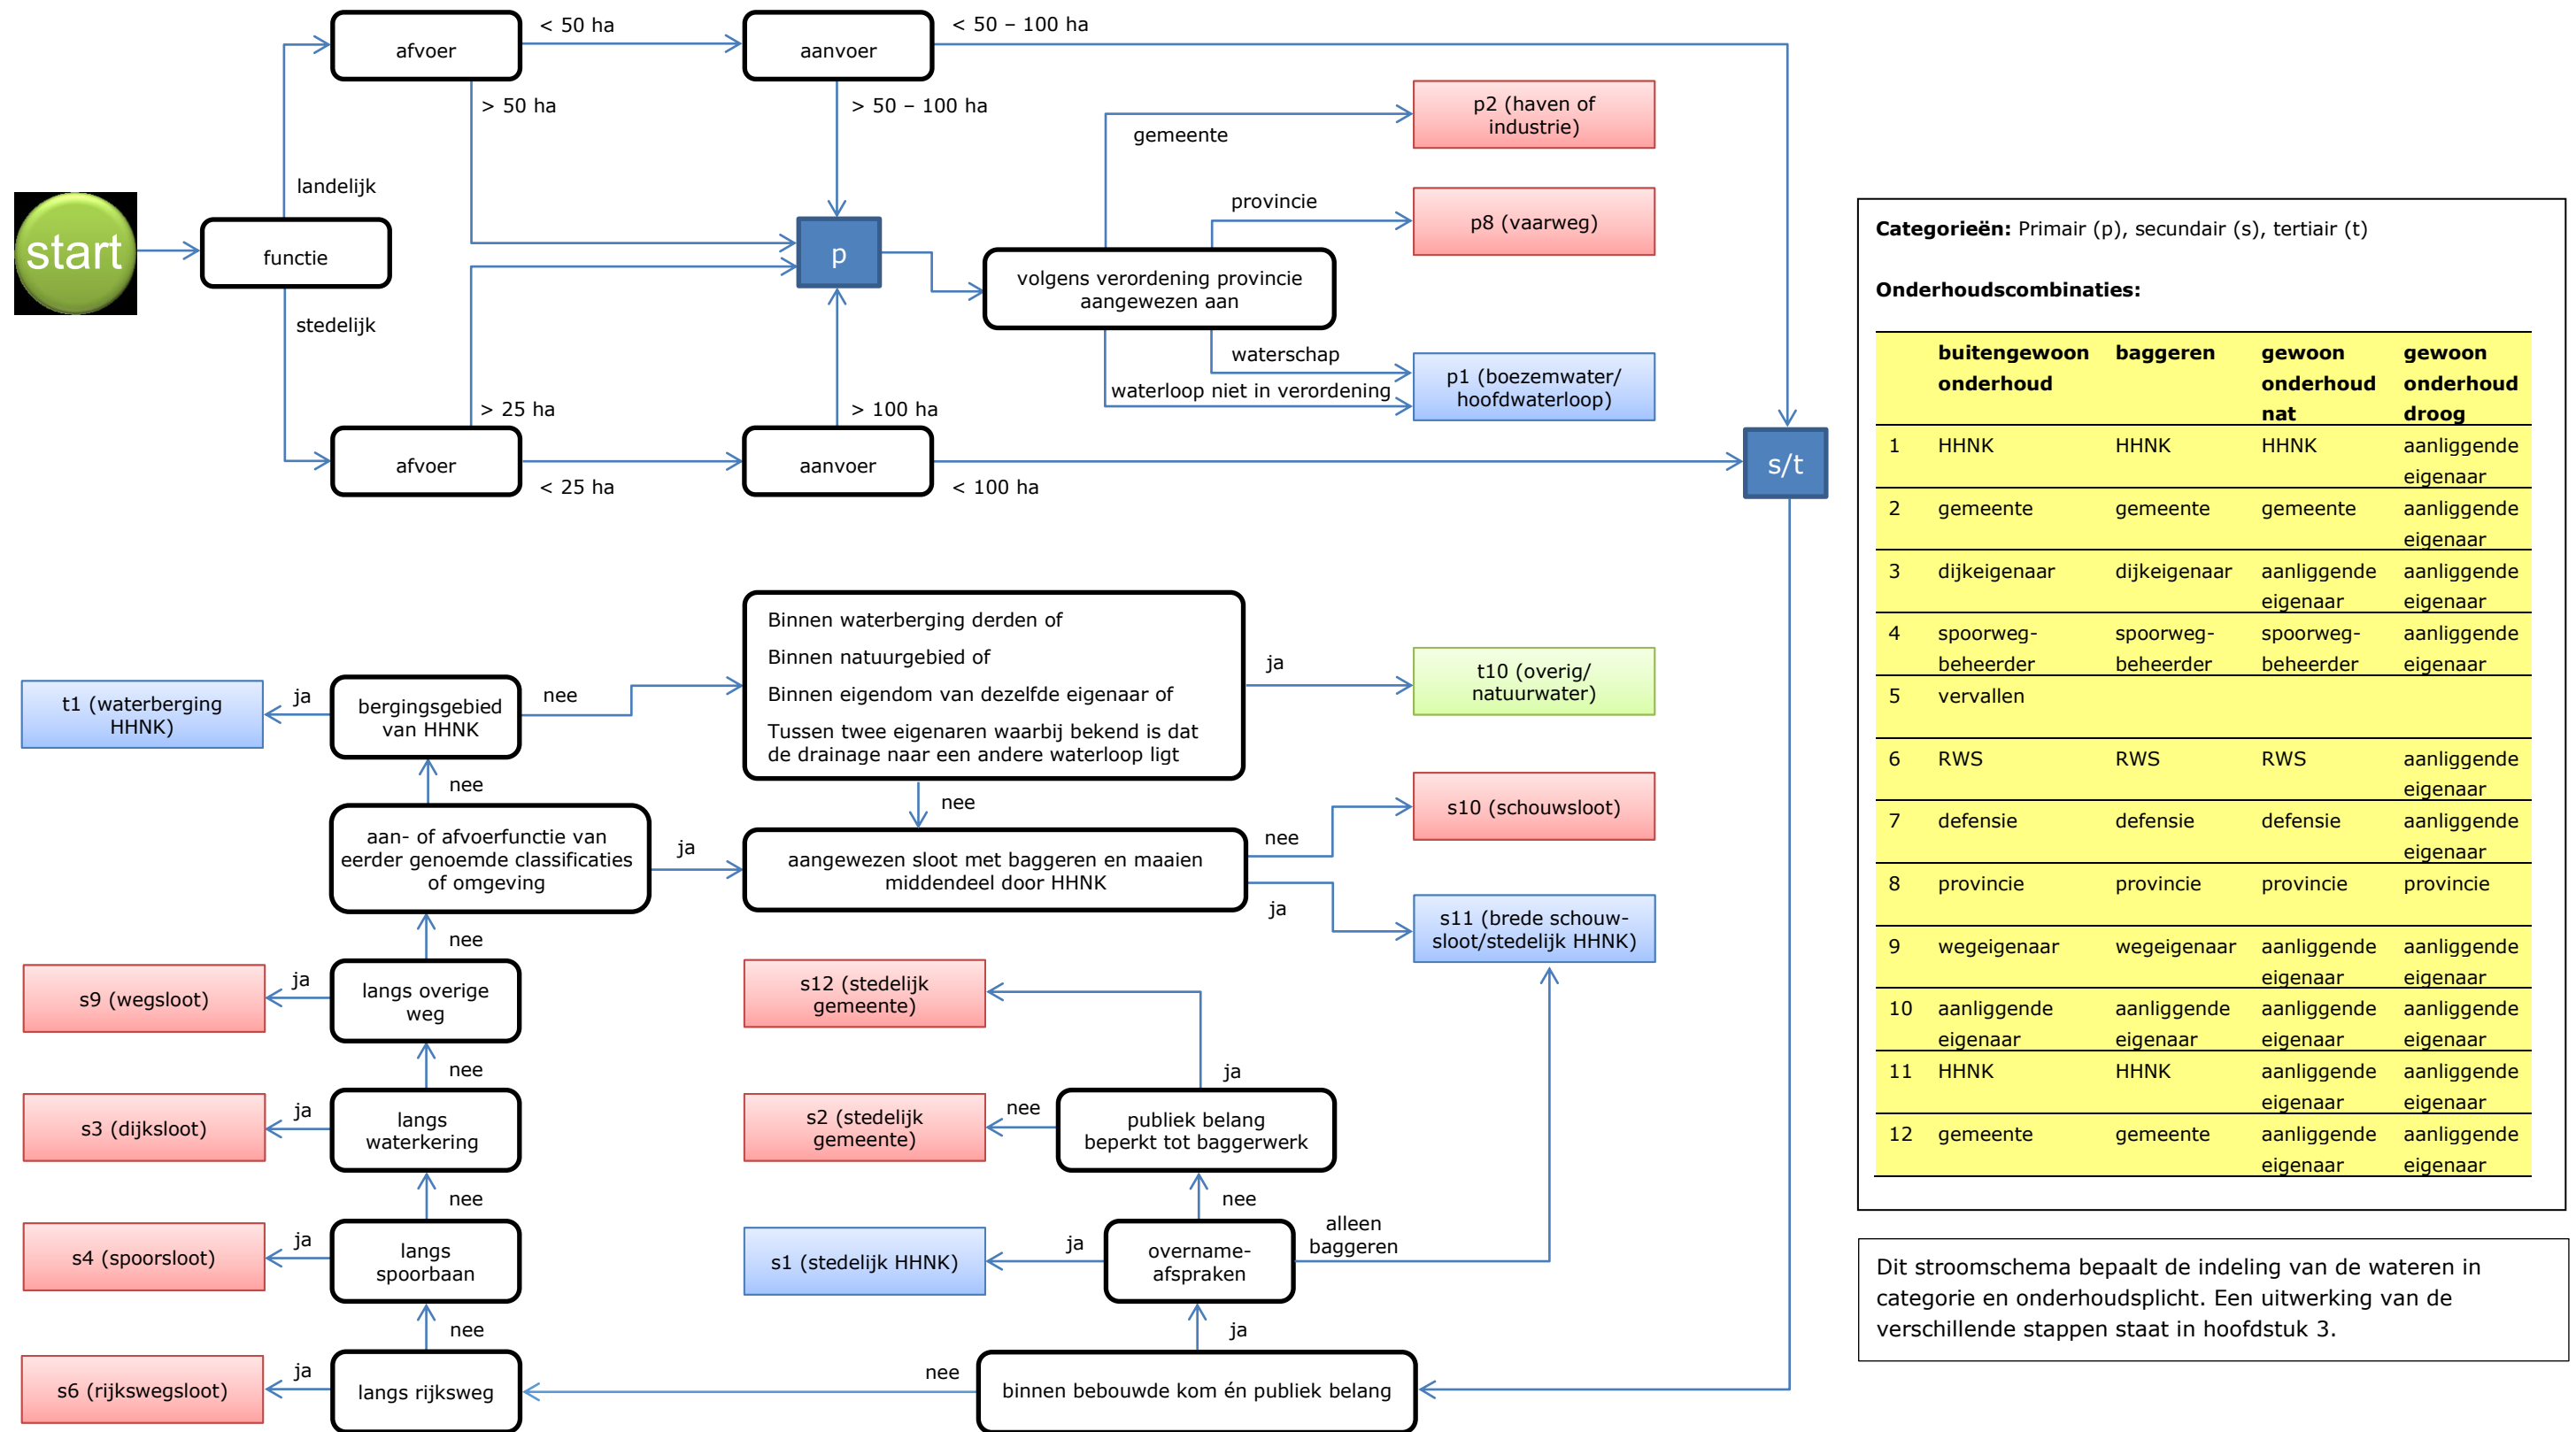 afvoer
< 50 ha
aanvoer
< 50 – 100 ha
> 50 ha
> 50 – 100 ha
p2 (haven of
industrie)
gemeente
landelijk
provincie
p8 (vaarweg)
start
functie
p
volgens verordening provincie
aangewezen aan
stedelijk
waterschap
waterloop niet in verordening
p1 (boezemwater/
hoofdwaterloop)
> 25 ha
> 100 ha
afvoer
aanvoer
s/t
< 25 ha
< 100 ha
Binnen waterberging derden of
Binnen natuurgebied of
Binnen eigendom van dezelfde eigenaar of
Tussen twee eigenaren waarbij bekend is dat
de drainage naar een andere waterloop ligt
ja
t10 (overig/
natuurwater)
t1 (waterberging
HHNK)
ja
bergingsgebied
van HHNK
nee
nee
nee
aan- of afvoerfunctie van
eerder genoemde classificaties
of omgeving
ja
aangewezen sloot met baggeren en maaien
middendeel door HHNK
nee
s10 (schouwsloot)
ja
s11 (brede schouw-
sloot/stedelijk HHNK)
nee
s9 (wegsloot)
ja
langs overige
weg
s12 (stedelijk
gemeente)
nee
ja
s3 (dijksloot)
ja
langs
waterkering
s2 (stedelijk
gemeente)
nee
publiek belang
beperkt tot baggerwerk
nee
nee
s4 (spoorsloot)
ja
langs
spoorbaan
s1 (stedelijk HHNK)
ja
overname-
afspraken
alleen
baggeren
nee
ja
s6 (rijkswegsloot)
ja
langs rijksweg
nee
binnen bebouwde kom én publiek belang
Categorieën: Primair (p), secundair (s), tertiair (t)
Onderhoudscombinaties:
buitengewoon baggeren gewoon gewoon
onderhoud onderhoud onderhoud
nat droog
1 HHNK HHNK HHNK aanliggende
eigenaar
2 gemeente gemeente gemeente aanliggende
eigenaar
3 dijkeigenaar dijkeigenaar aanliggende aanliggende
eigenaar eigenaar
4 spoorweg- spoorweg- spoorweg- aanliggende
beheerder beheerder beheerder eigenaar
5 vervallen
6 RWS RWS RWS aanliggende
eigenaar
7 defensie defensie defensie aanliggende
eigenaar
8 provincie provincie provincie provincie
9 wegeigenaar wegeigenaar aanliggende aanliggende
eigenaar eigenaar
10 aanliggende aanliggende aanliggende aanliggende
eigenaar eigenaar eigenaar eigenaar
11 HHNK HHNK aanliggende aanliggende
eigenaar eigenaar
12 gemeente gemeente aanliggende aanliggende
eigenaar eigenaar
Dit stroomschema bepaalt de indeling van de wateren in
categorie en onderhoudsplicht. Een uitwerking van de
verschillende stappen staat in hoofdstuk 3.